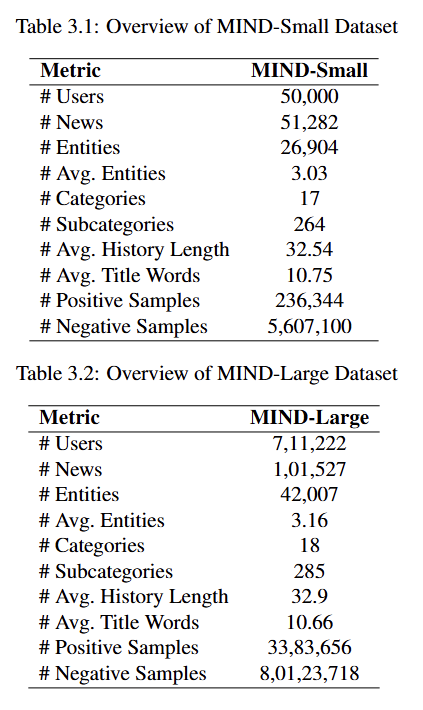 Table 3.1: Overview of MIND-Small Dataset
Metric MIND-Small
# Users 50,000
# News 51,282
# Entities 26,904
# Avg. Entities 3.03
# Categories 17
# Subcategories 264
# Avg. History Length 32.54
# Avg. Title Words 10.75
# Positive Samples 236,344
# Negative Samples 5,607,100
Table 3.2: Overview of MIND-Large Dataset
Metric MIND-Large
# Users 7,11,222
# News 1,01,527
# Entities 42,007
# Avg. Entities 3.16
# Categories 18
# Subcategories 285
# Avg. History Length 32.9
# Avg. Title Words 10.66
# Positive Samples 33,83,656
# Negative Samples 8,01,23,718